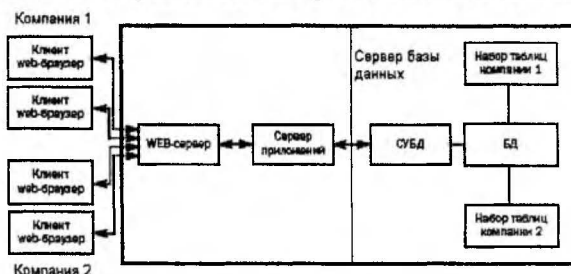 Компания 1
Клиент
web-браузер
Клиент
web-браузер
Клиент
web-браузер
Клиент
web-браузер
Компания 2
WEB-сервер
Сервер
приложений
Сервер базы
данных
СУБД
БД
Набор таблиц
компании 1
Набор таблиц
компании 2